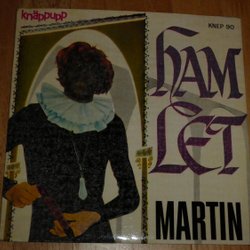 knäppupp
KNEP 90
HAM
LET
MARTIN